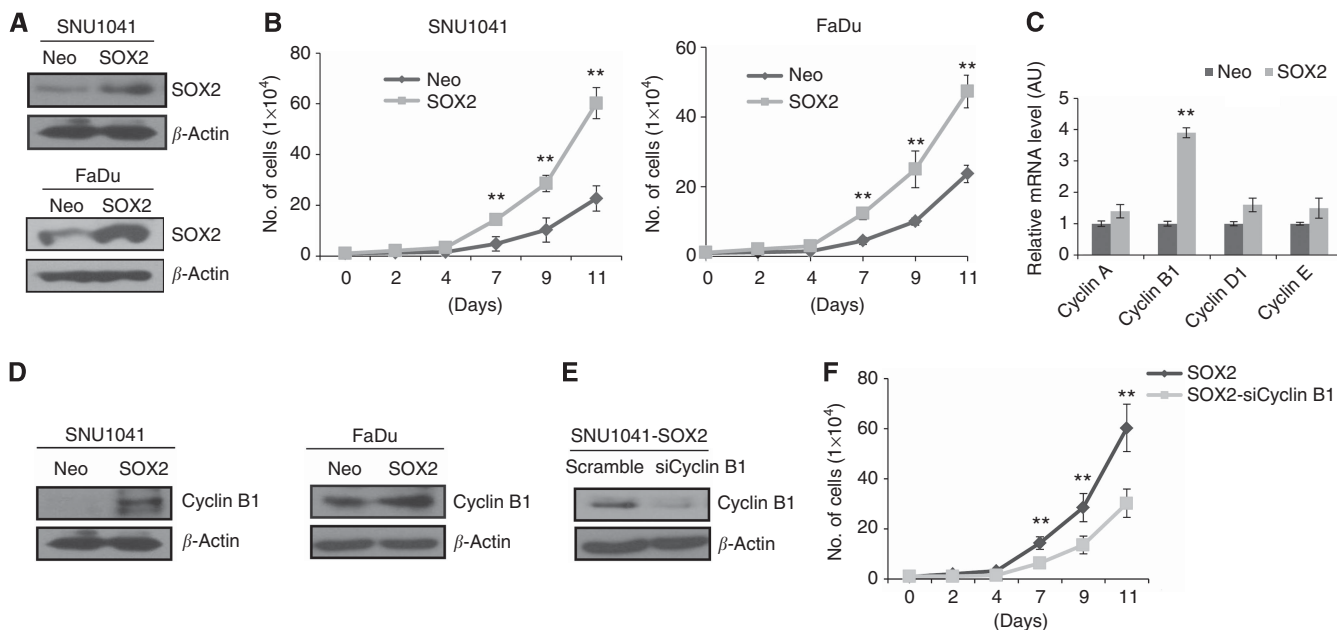 A
SNU1041
Neo SOX2
SOX2
β-Actin
FaDu
Neo SOX2
SOX2
β-Actin
B
SNU1041
No. of cells (1×10⁴)
80
60
40
20
0
Neo
SOX2
**
**
**
0 2 4 7 9 11
(Days)
FaDu
No. of cells (1×10⁴)
60
40
20
0
Neo
SOX2
**
**
**
0 2 4 7 9 11
(Days)
C
Neo SOX2
Relative mRNA level (AU)
5
4
3
2
1
0
**
Cyclin A
Cyclin B1
Cyclin D1
Cyclin E
D
SNU1041
Neo SOX2
Cyclin B1
β-Actin
FaDu
Neo SOX2
Cyclin B1
β-Actin
E
SNU1041-SOX2
Scramble siCyclin B1
Cyclin B1
β-Actin
F
SOX2
SOX2-siCyclin B1
No. of cells (1×10⁴)
80
60
40
20
0
**
**
**
0 2 4 7 9 11
(Days)